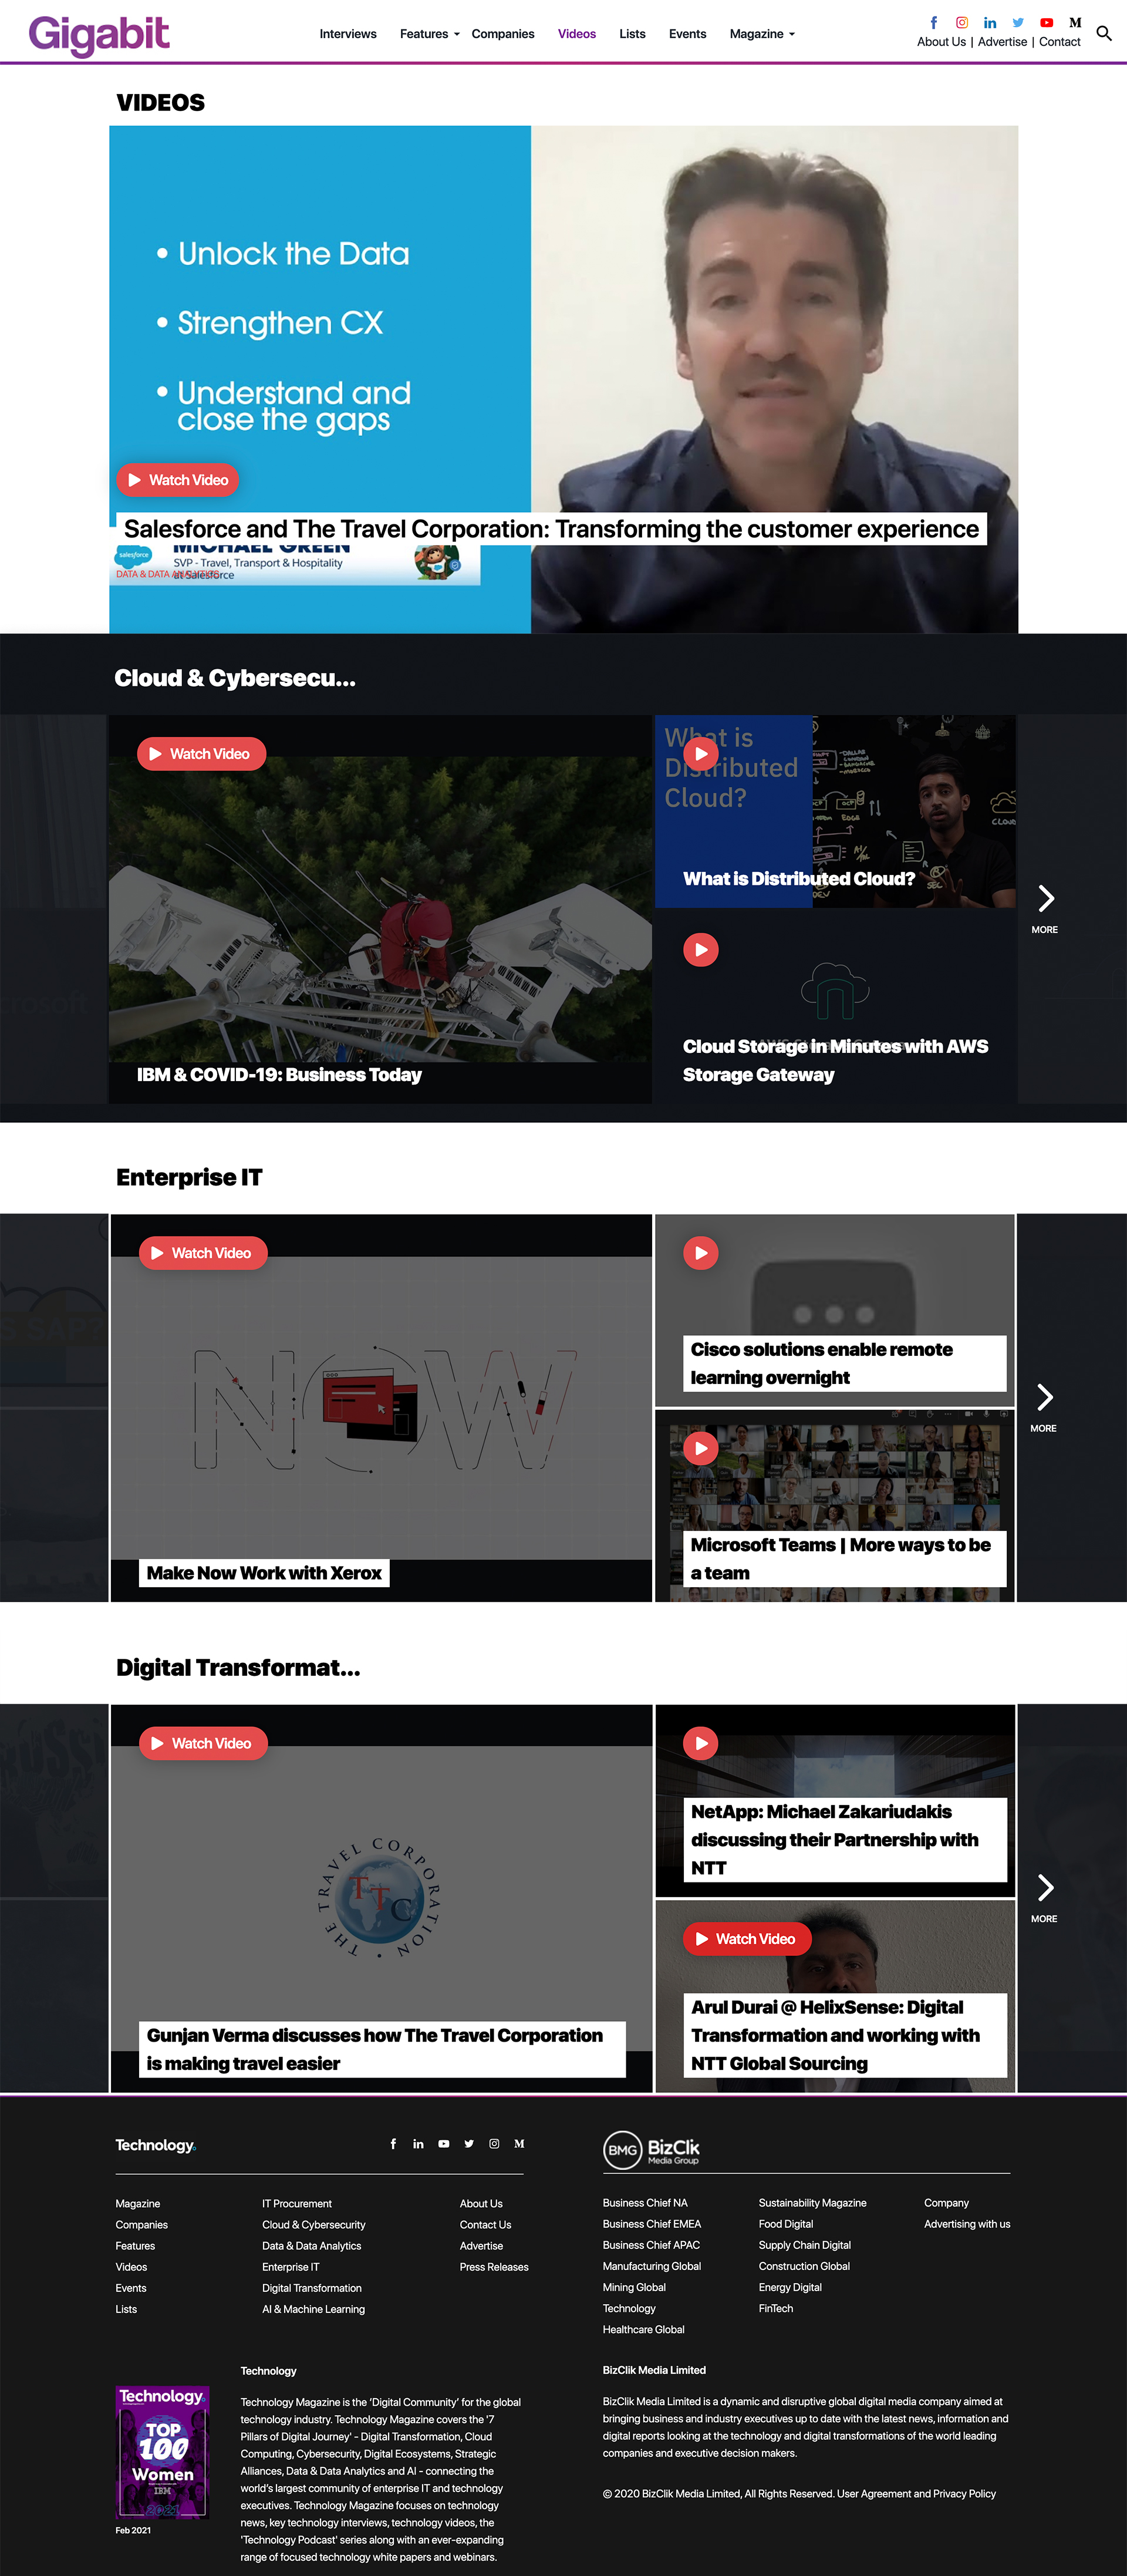 Gigabit
Interviews Features Companies Videos Lists Events Magazine
About Us | Advertise | Contact
VIDEOS
• Unlock the Data
• Strengthen CX
• Understand and
close the gaps
Watch Video
Salesforce and The Travel Corporation: Transforming the customer experience
salesforce
MICHAEL GREEN
SVP - Travel, Transport & Hospitality
at Salesforce
DATA & DATA ANALYTICS
Cloud & Cybersecu...
Watch Video
What is
Distributed
Cloud?
What is Distributed Cloud?
IBM & COVID-19: Business Today
Cloud Storage in Minutes with AWS
Storage Gateway
MORE
Enterprise IT
Watch Video
NOW
Make Now Work with Xerox
Cisco solutions enable remote
learning overnight
Microsoft Teams | More ways to be
a team
MORE
Digital Transformat...
Watch Video
THE TRAVEL CORPORATION
TTC
Gunjan Verma discusses how The Travel Corporation
is making travel easier
NetApp: Michael Zakariudakis
discussing their Partnership with
NTT
Watch Video
Arul Durai @ HelixSense: Digital
Transformation and working with
NTT Global Sourcing
MORE
Technology.
Magazine
Companies
Features
Videos
Events
Lists
IT Procurement
Cloud & Cybersecurity
Data & Data Analytics
Enterprise IT
Digital Transformation
AI & Machine Learning
About Us
Contact Us
Advertise
Press Releases
BMG BizClik
Media Group
Business Chief NA
Business Chief EMEA
Business Chief APAC
Manufacturing Global
Mining Global
Technology
Healthcare Global
Sustainability Magazine
Food Digital
Supply Chain Digital
Construction Global
Energy Digital
FinTech
Company
Advertising with us
Technology.
TOP
100
Women
IBM
2021
Feb 2021
Technology
Technology Magazine is the ‘Digital Community’ for the global
technology industry. Technology Magazine covers the '7
Pillars of Digital Journey' - Digital Transformation, Cloud
Computing, Cybersecurity, Digital Ecosystems, Strategic
Alliances, Data & Data Analytics and AI - connecting the
world’s largest community of enterprise IT and technology
executives. Technology Magazine focuses on technology
news, key technology interviews, technology videos, the
'Technology Podcast' series along with an ever-expanding
range of focused technology white papers and webinars.
BizClik Media Limited
BizClik Media Limited is a dynamic and disruptive global digital media company aimed at
bringing business and industry executives up to date with the latest news, information and
digital reports looking at the technology and digital transformations of the world leading
companies and executive decision makers.
© 2020 BizClik Media Limited, All Rights Reserved. User Agreement and Privacy Policy